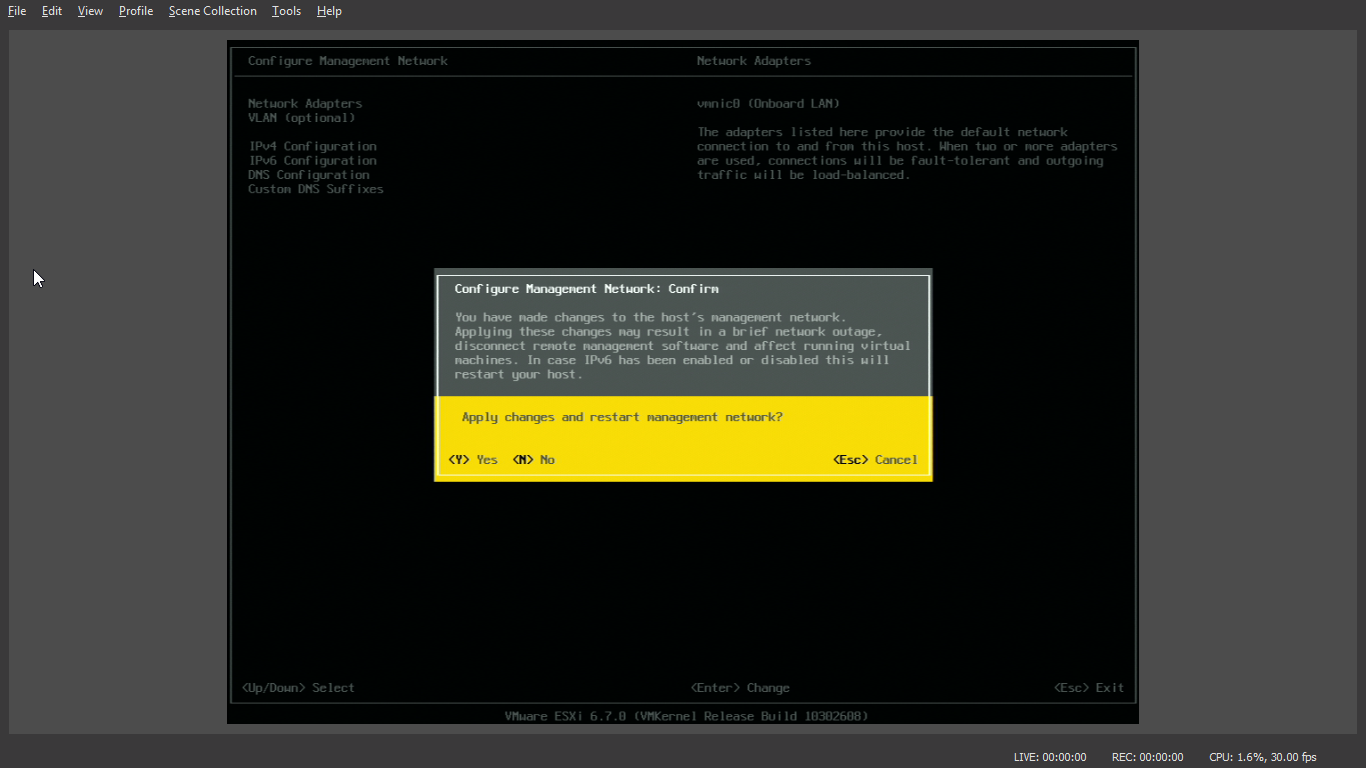 File Edit View Profile Scene Collection Tools Help
Configure Management Network
Network Adapters
Network Adapters
VLAN (optional)
IPv4 Configuration
IPv6 Configuration
DNS Configuration
Custom DNS Suffixes
vmnic0 (Onboard LAN)
The adapters listed here provide the default network
connection to and from this host. When two or more adapters
are used, connections will be fault-tolerant and outgoing
traffic will be load-balanced.
Configure Management Network: Confirm
You have made changes to the host's management network.
Applying these changes may result in a brief network outage,
disconnect remote management software and affect running virtual
machines. In case IPv6 has been enabled or disabled this will
restart your host.
Apply changes and restart management network?
<Y> Yes <N> No <Esc> Cancel
<Up/Down> Select <Enter> Change <Esc> Exit
VMware ESXi 6.7.0 (VMKernel Release Build 10302608)
LIVE: 00:00:00 REC: 00:00:00 CPU: 1.6%, 30.00 fps